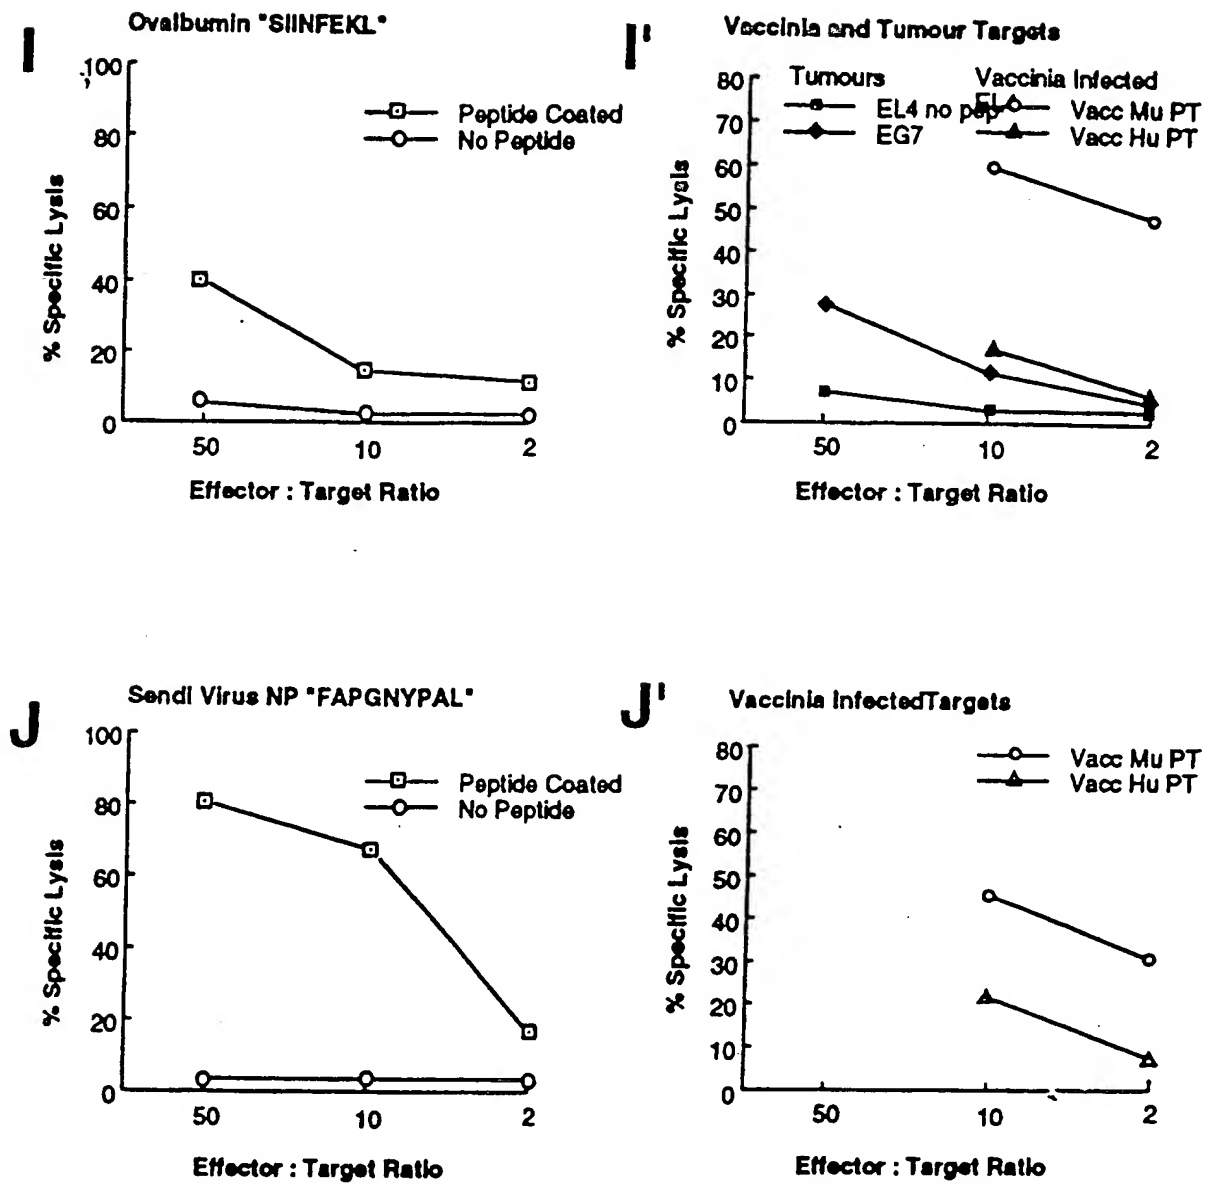 I
Ovalbumin "SIINFEKL"
100
80
60
40
20
0
50
10
2
% Specific Lysis
Effector : Target Ratio
Peptide Coated
No Peptide
I'
Vaccinia and Tumour Targets
80
70
60
50
40
30
20
10
0
50
10
2
% Specific Lysis
Effector : Target Ratio
Tumours
EL4 no pep
EG7
Vaccinia Infected
Vacc Mu PT
Vacc Hu PT
J
Sendi Virus NP "FAPGNYPAL"
100
80
60
40
20
0
50
10
2
% Specific Lysis
Effector : Target Ratio
Peptide Coated
No Peptide
J'
Vaccinia InfectedTargets
80
70
60
50
40
30
20
10
0
50
10
2
% Specific Lysis
Effector : Target Ratio
Vacc Mu PT
Vacc Hu PT